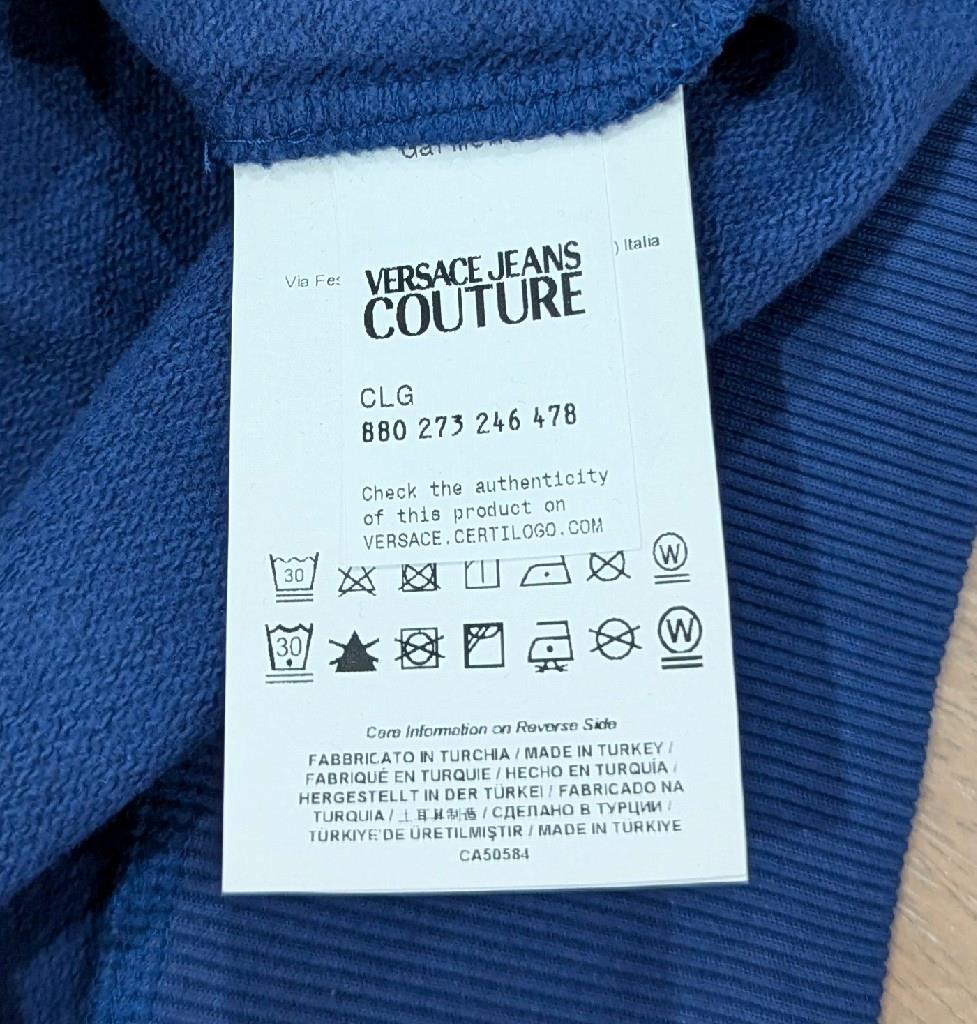 Via Fes
) Italia
VERSACE JEANS
COUTURE
CLG
880 273 246 478
Check the authenticity
of this product on
VERSACE.CERTILOGO.COM
30
W
30
W
Care Information on Reverse Side
FABBRICATO IN TURCHIA / MADE IN TURKEY /
FABRIQUÉ EN TURQUIE / HECHO EN TURQUÍA /
HERGESTELLT IN DER TÜRKEI / FABRICADO NA
TURQUIA / 土耳其制造 / СДЕЛАНО В ТУРЦИИ /
TÜRKİYE'DE ÜRETILMIŞTIR / MADE IN TÜRKIYE
CA50584